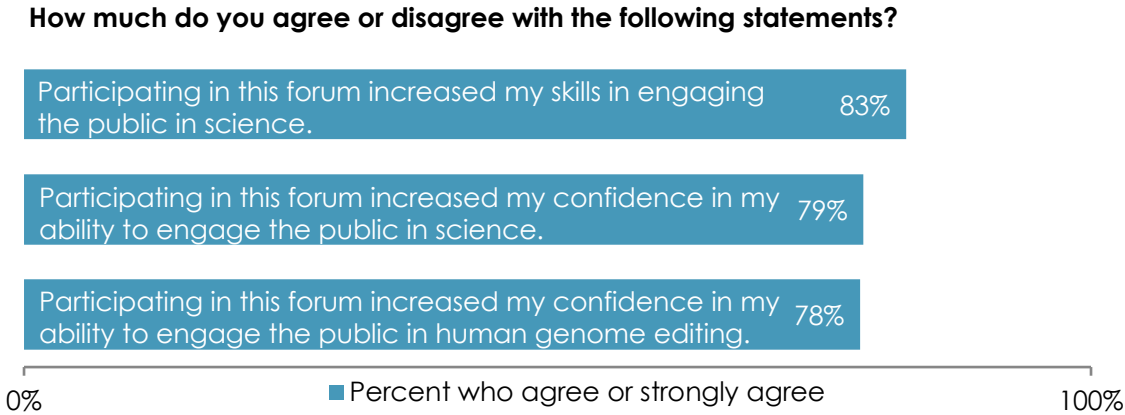 How much do you agree or disagree with the following statements?
Participating in this forum increased my skills in engaging
the public in science.
83%
Participating in this forum increased my confidence in my
ability to engage the public in science.
79%
Participating in this forum increased my confidence in my
ability to engage the public in human genome editing.
78%
0%
Percent who agree or strongly agree
100%